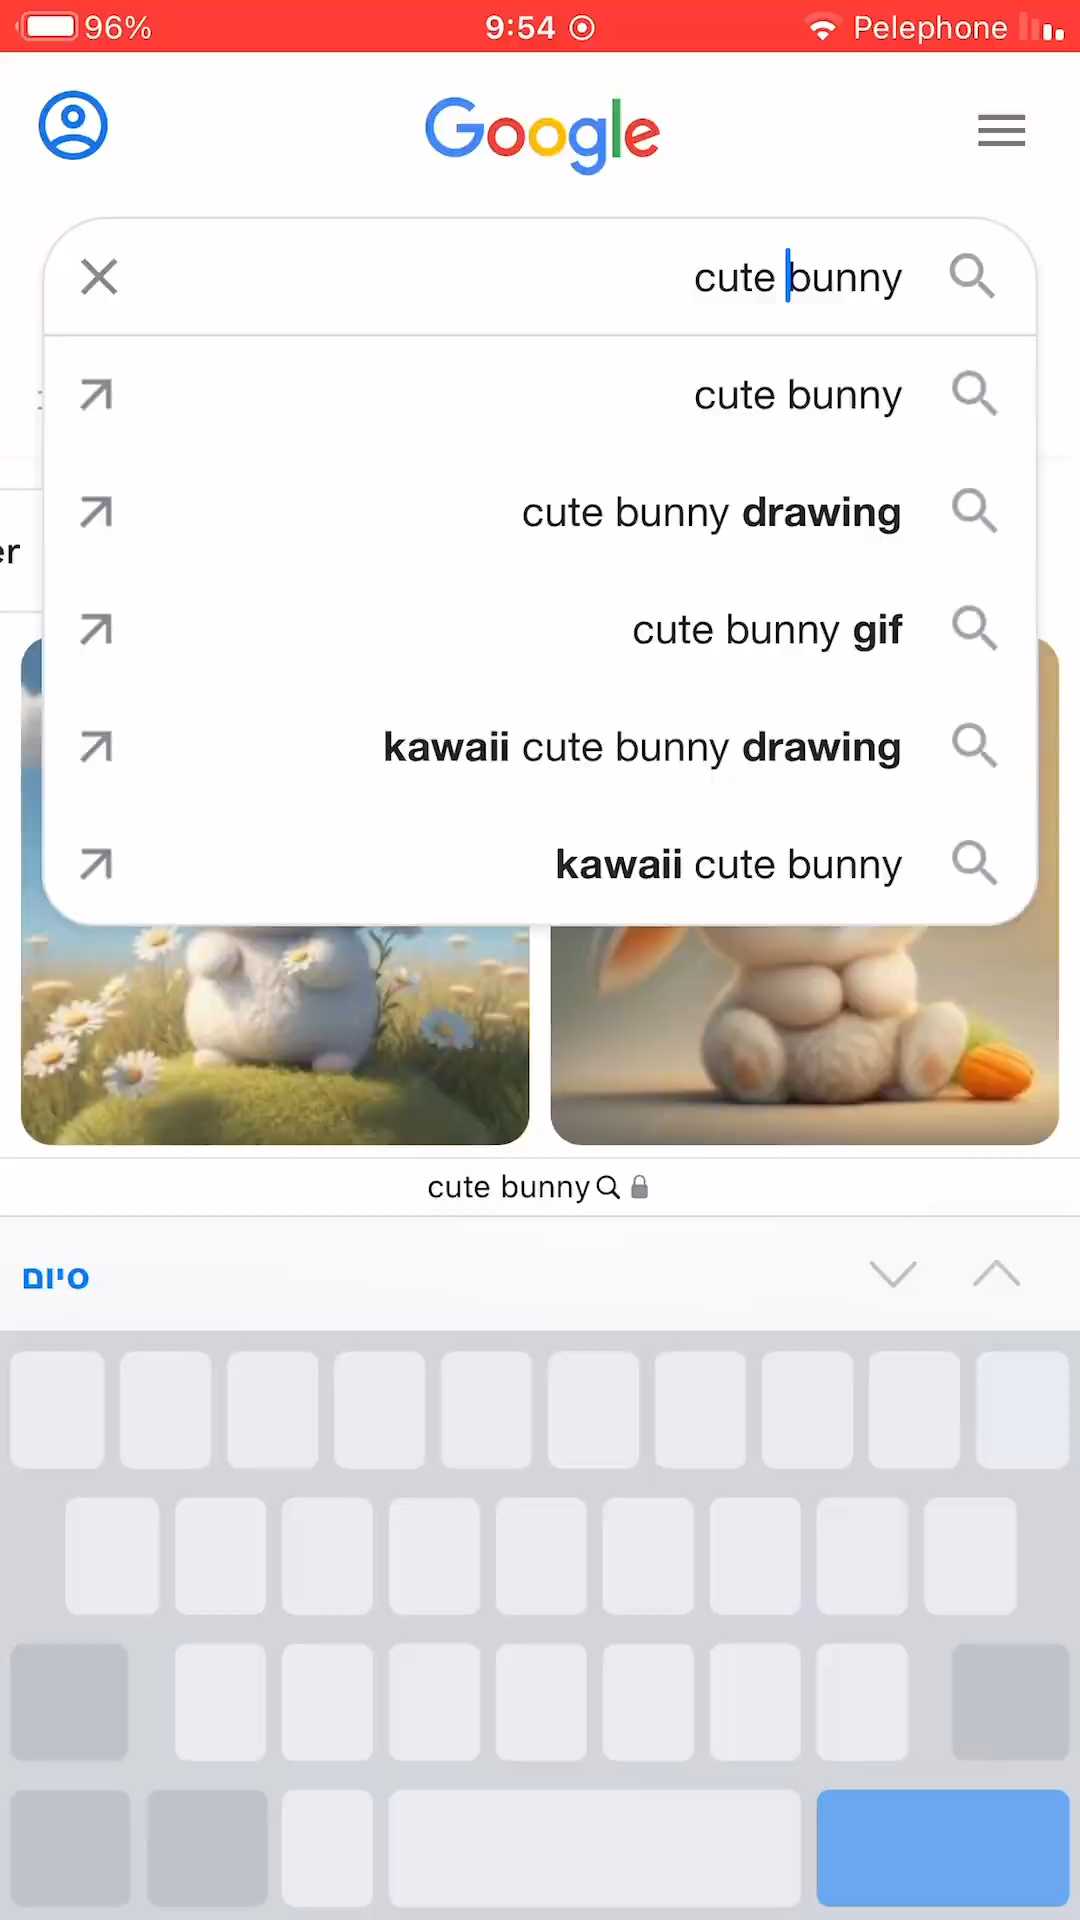 96%
9:54
Pelephone
Google
cute bunny
cute bunny
cute bunny drawing
cute bunny gif
kawaii cute bunny drawing
kawaii cute bunny
er
cute bunny
סיום